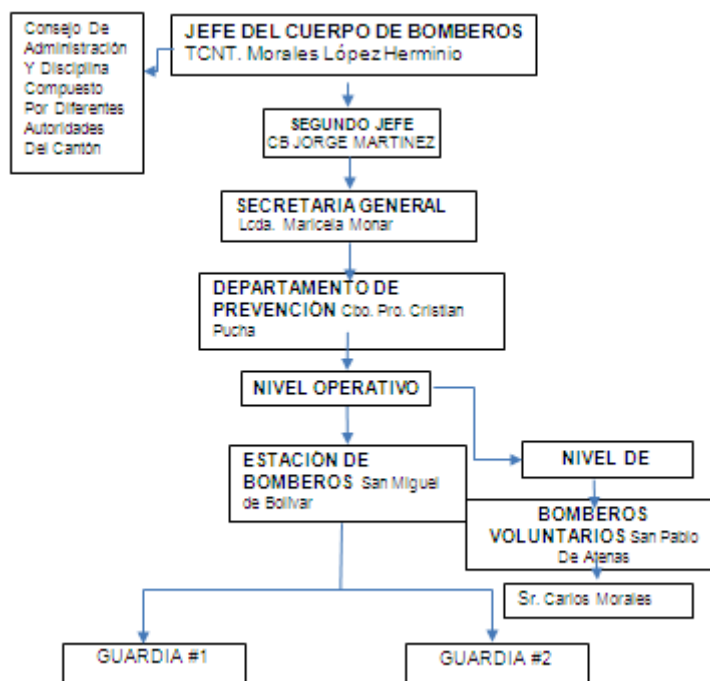 Consejo De
Administración
Y Disciplina
Compuesto
Por Diferentes
Autoridades
Del Cantón
JEFE DEL CUERPO DE BOMBEROS
TCNT. Morales López Herminio
SEGUNDO JEFE
CB JORGE MARTINEZ
SECRETARIA GENERAL
Lcda. Maricela Monar
DEPARTAMENTO DE
PREVENCIÓN Cbo. Pro. Cristian
Pucha
NIVEL OPERATIVO
ESTACIÓN DE
BOMBEROS San Miguel
de Bolívar
NIVEL DE
BOMBEROS
VOLUNTARIOS San Pablo
De Atenas
Sr. Carlos Morales
GUARDIA #1
GUARDIA #2